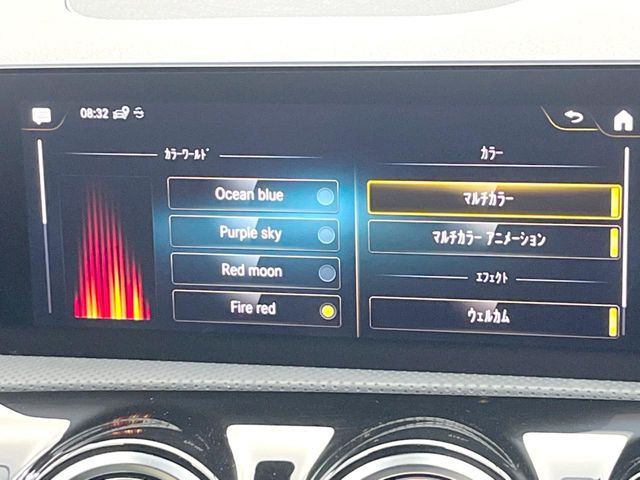 08:32
ｶﾗｰﾜｰﾙﾄﾞ
Ocean blue
Purple sky
Red moon
Fire red
ｶﾗｰ
ﾏﾙﾁｶﾗｰ
ﾏﾙﾁｶﾗｰ ｱﾆﾒｰｼｮﾝ
ｴﾌｪｸﾄ
ｳｪﾙｶﾑ